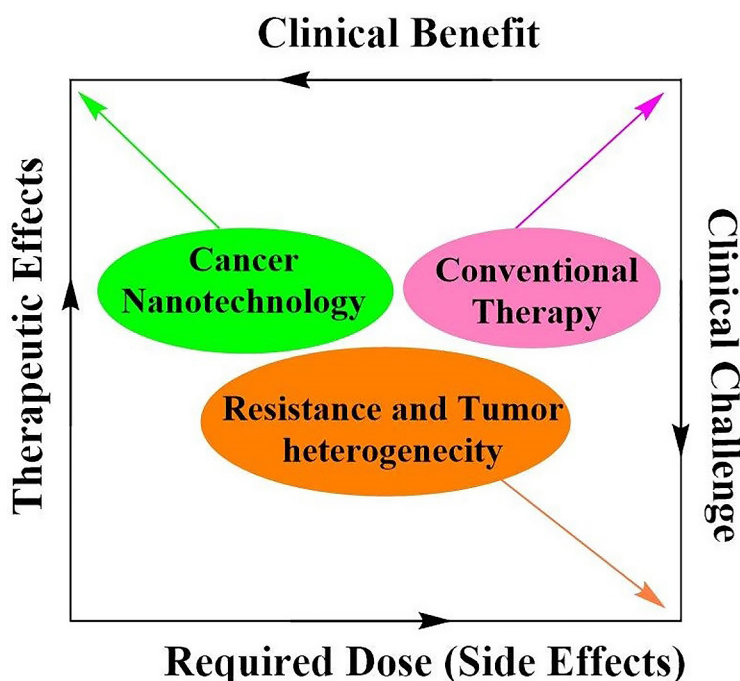 Clinical Benefit
Therapeutic Effects
Cancer
Nanotechnology
Conventional
Therapy
Clinical Challenge
Resistance and Tumor
heterogenecity
Required Dose (Side Effects)